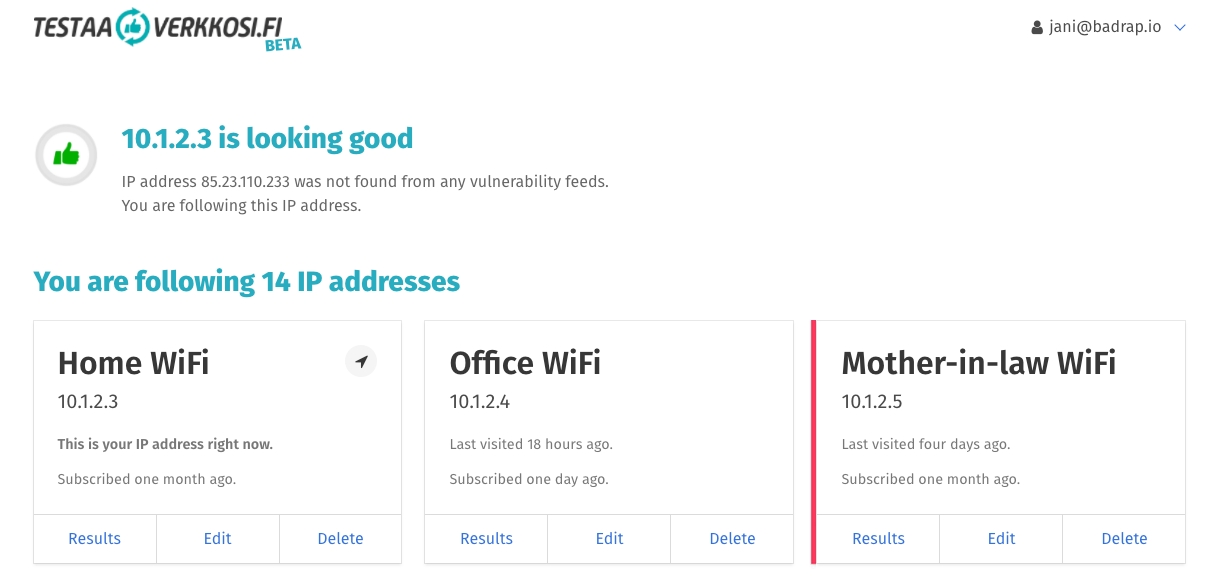 TESTAA VERKKOSI.FI
BETA
jani@badrap.io
10.1.2.3 is looking good
IP address 85.23.110.233 was not found from any vulnerability feeds.
You are following this IP address.
You are following 14 IP addresses
Home WiFi
10.1.2.3
This is your IP address right now.
Subscribed one month ago.
Results
Edit
Delete
Office WiFi
10.1.2.4
Last visited 18 hours ago.
Subscribed one day ago.
Results
Edit
Delete
Mother-in-law WiFi
10.1.2.5
Last visited four days ago.
Subscribed one month ago.
Results
Edit
Delete